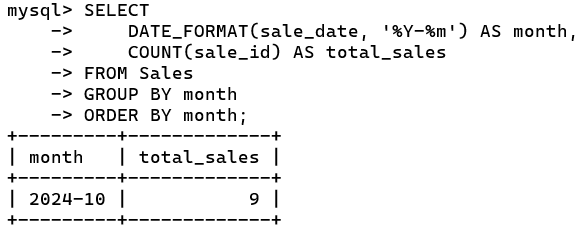 mysql> SELECT
    ->     DATE_FORMAT(sale_date, '%Y-%m') AS month,
    ->     COUNT(sale_id) AS total_sales
    -> FROM Sales
    -> GROUP BY month
    -> ORDER BY month;
+---------+-------------+
| month   | total_sales |
+---------+-------------+
| 2024-10 |           9 |
+---------+-------------+